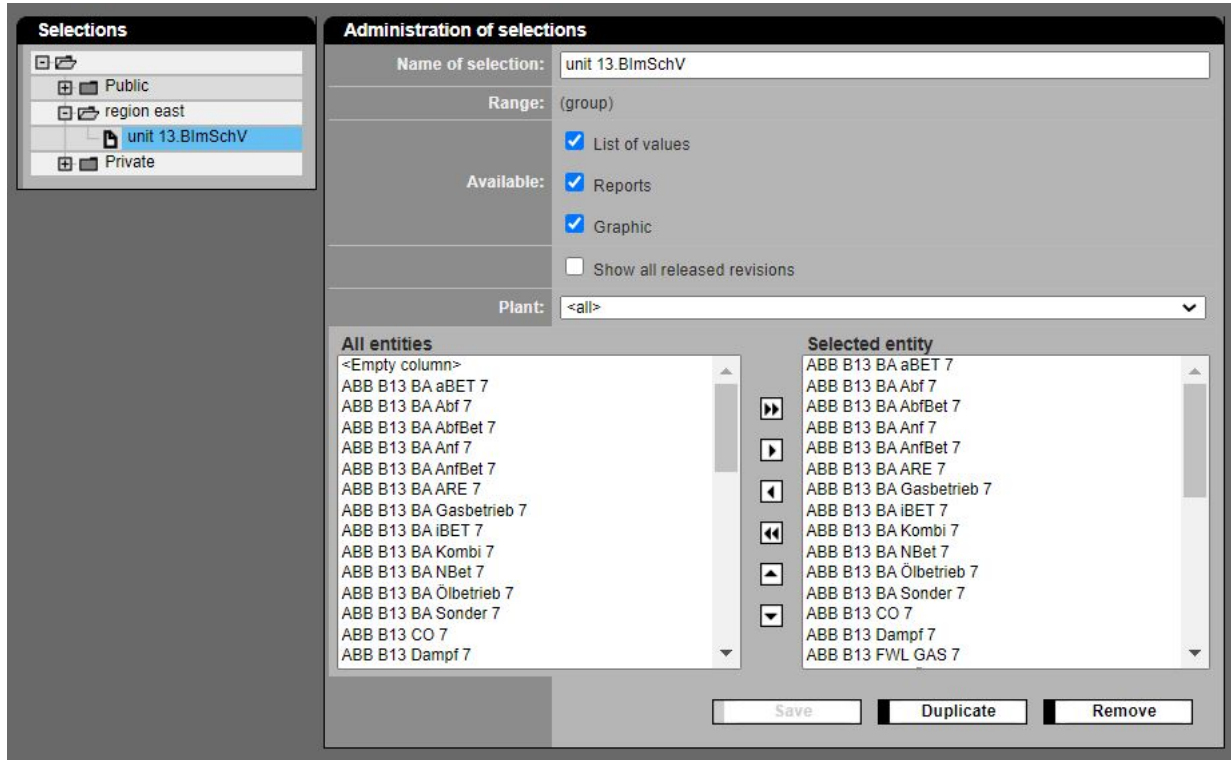 Selections
Public
region east
unit 13.BImSchV
Private
Administration of selections
Name of selection: unit 13.BImSchV
Range: (group)
Available:
List of values
Reports
Graphic
Show all released revisions
Plant: <all>
All entities
<Empty column>
ABB B13 BA aBET 7
ABB B13 BA Abf 7
ABB B13 BA AbfBet 7
ABB B13 BA Anf 7
ABB B13 BA AnfBet 7
ABB B13 BA ARE 7
ABB B13 BA Gasbetrieb 7
ABB B13 BA iBET 7
ABB B13 BA Kombi 7
ABB B13 BA NBet 7
ABB B13 BA Ölbetrieb 7
ABB B13 BA Sonder 7
ABB B13 CO 7
ABB B13 Dampf 7
Selected entity
ABB B13 BA aBET 7
ABB B13 BA Abf 7
ABB B13 BA AbfBet 7
ABB B13 BA Anf 7
ABB B13 BA AnfBet 7
ABB B13 BA ARE 7
ABB B13 BA Gasbetrieb 7
ABB B13 BA iBET 7
ABB B13 BA Kombi 7
ABB B13 BA NBet 7
ABB B13 BA Ölbetrieb 7
ABB B13 BA Sonder 7
ABB B13 CO 7
ABB B13 Dampf 7
ABB B13 FWL GAS 7
Save Duplicate Remove